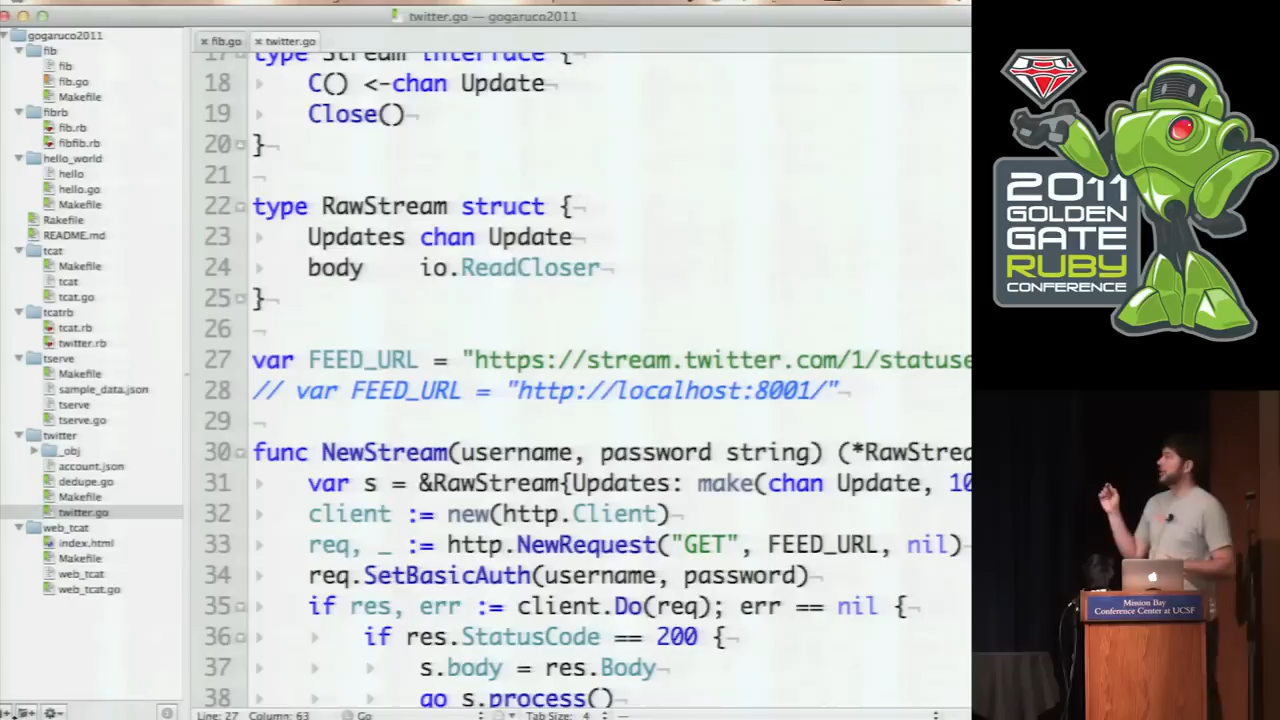 twitter.go — gogaruco2011
gogaruco2011
fib
fib
fib.go
Makefile
fibrb
fib.rb
fibfib.rb
hello_world
hello
hello.go
Makefile
Rakefile
README.md
tcat
Makefile
tcat
tcat.go
tcatrb
tcat.rb
twitter.rb
tserve
Makefile
sample_data.json
tserve
tserve.go
twitter
_obj
account.json
dedupe.go
Makefile
twitter.go
web_tcat
index.html
Makefile
web_tcat
web_tcat.go
fib.go
twitter.go
17 type Stream interface {
18 C() <-chan Update
19 Close()
20 }
21
22 type RawStream struct {
23 Updates chan Update
24 body io.ReadCloser
25 }
26
27 var FEED_URL = "https://stream.twitter.com/1/statuse
28 // var FEED_URL = "http://localhost:8001/"
29
30 func NewStream(username, password string) (*RawStrea
31 var s = &RawStream{Updates: make(chan Update, 10
32 client := new(http.Client)
33 req, _ := http.NewRequest("GET", FEED_URL, nil)
34 req.SetBasicAuth(username, password)
35 if res, err := client.Do(req); err == nil {
36 if res.StatusCode == 200 {
37 s.body = res.Body
38 go s.process()
Line: 27 Column: 63 Go Tab Size: 4
2011
GOLDEN
GATE
RUBY
CONFERENCE
Mission Bay
Conference Center at UCSF